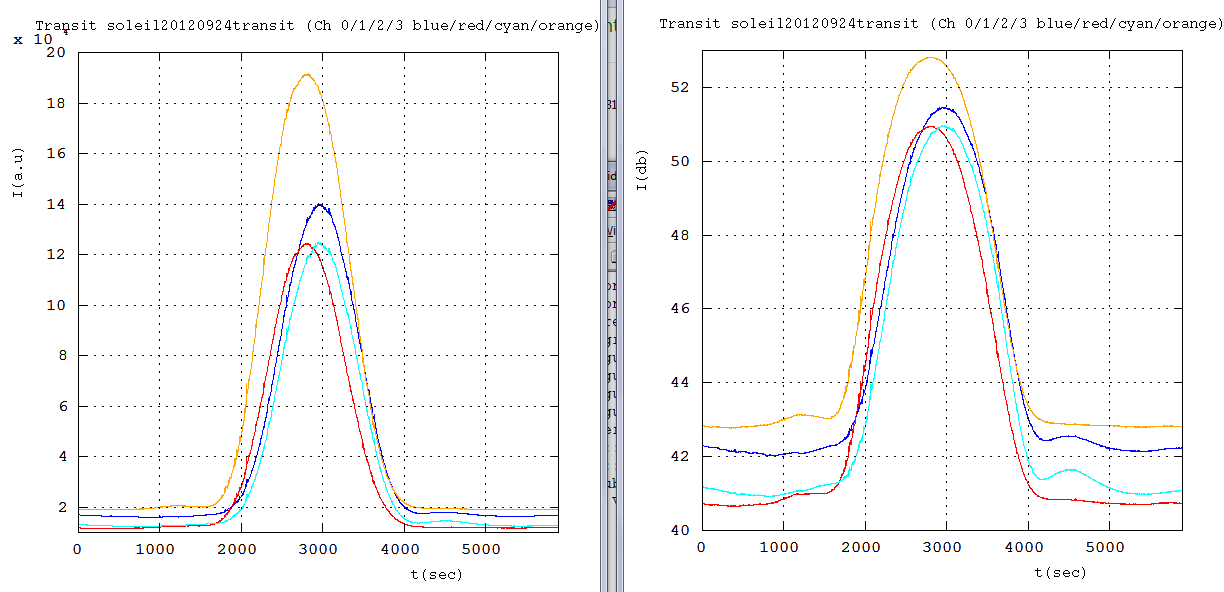 Transit soleil20120924transit (Ch 0/1/2/3 blue/red/cyan/orange)
x 10
20
18
16
14
12
10
8
6
4
2
I(a.u)
0 1000 2000 3000 4000 5000
t(sec)
Transit soleil20120924transit (Ch 0/1/2/3 blue/red/cyan/orange)
52
50
48
46
44
42
40
I(db)
0 1000 2000 3000 4000 5000
t(sec)